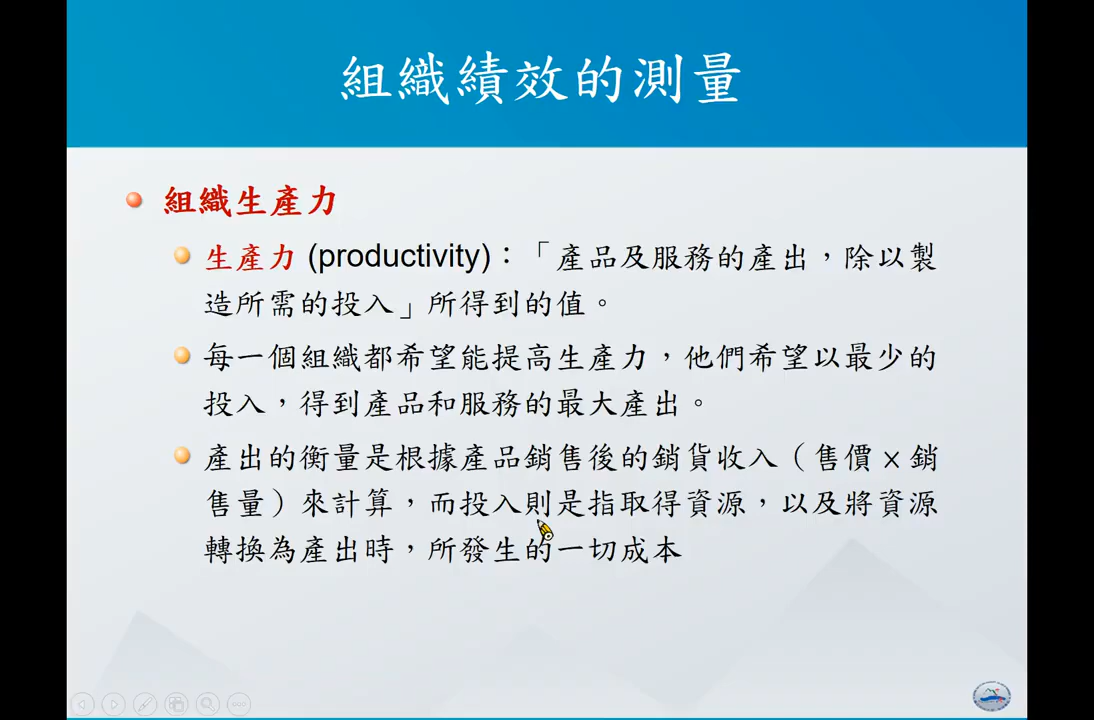 組織績效的測量
組織生產力
生產力 (productivity)：「產品及服務的產出，除以製
造所需的投入」所得到的值。
每一個組織都希望能提高生產力，他們希望以最少的
投入，得到產品和服務的最大產出。
產出的衡量是根據產品銷售後的銷貨收入（售價 × 銷
售量）來計算，而投入則是指取得資源，以及將資源
轉換為產出時，所發生的一切成本